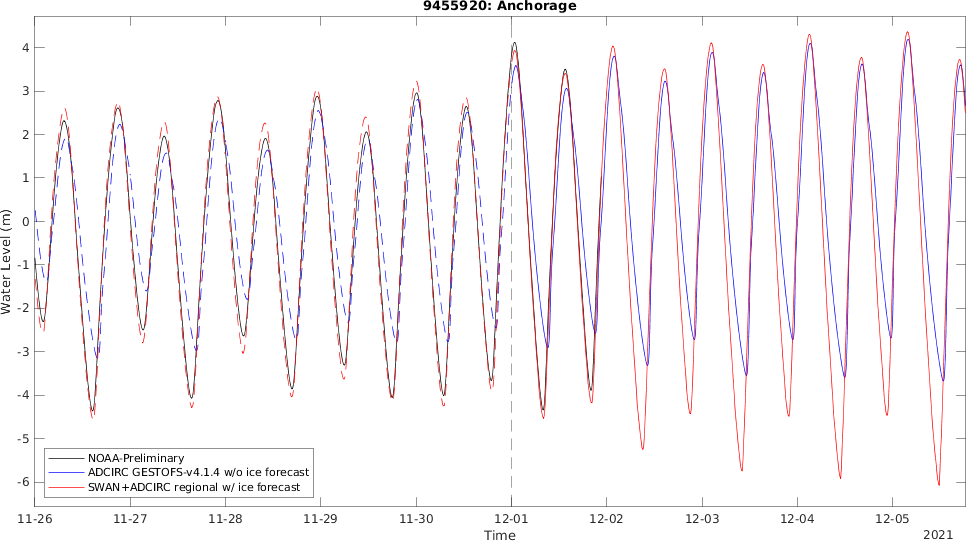 9455920: Anchorage
Water Level (m)
4
3
2
1
0
-1
-2
-3
-4
-5
-6
NOAA-Preliminary
ADCIRC GESTOFS-v4.1.4 w/o ice forecast
SWAN+ADCIRC regional w/ ice forecast
11-26 11-27 11-28 11-29 11-30 12-01 12-02 12-03 12-04 12-05
Time
2021